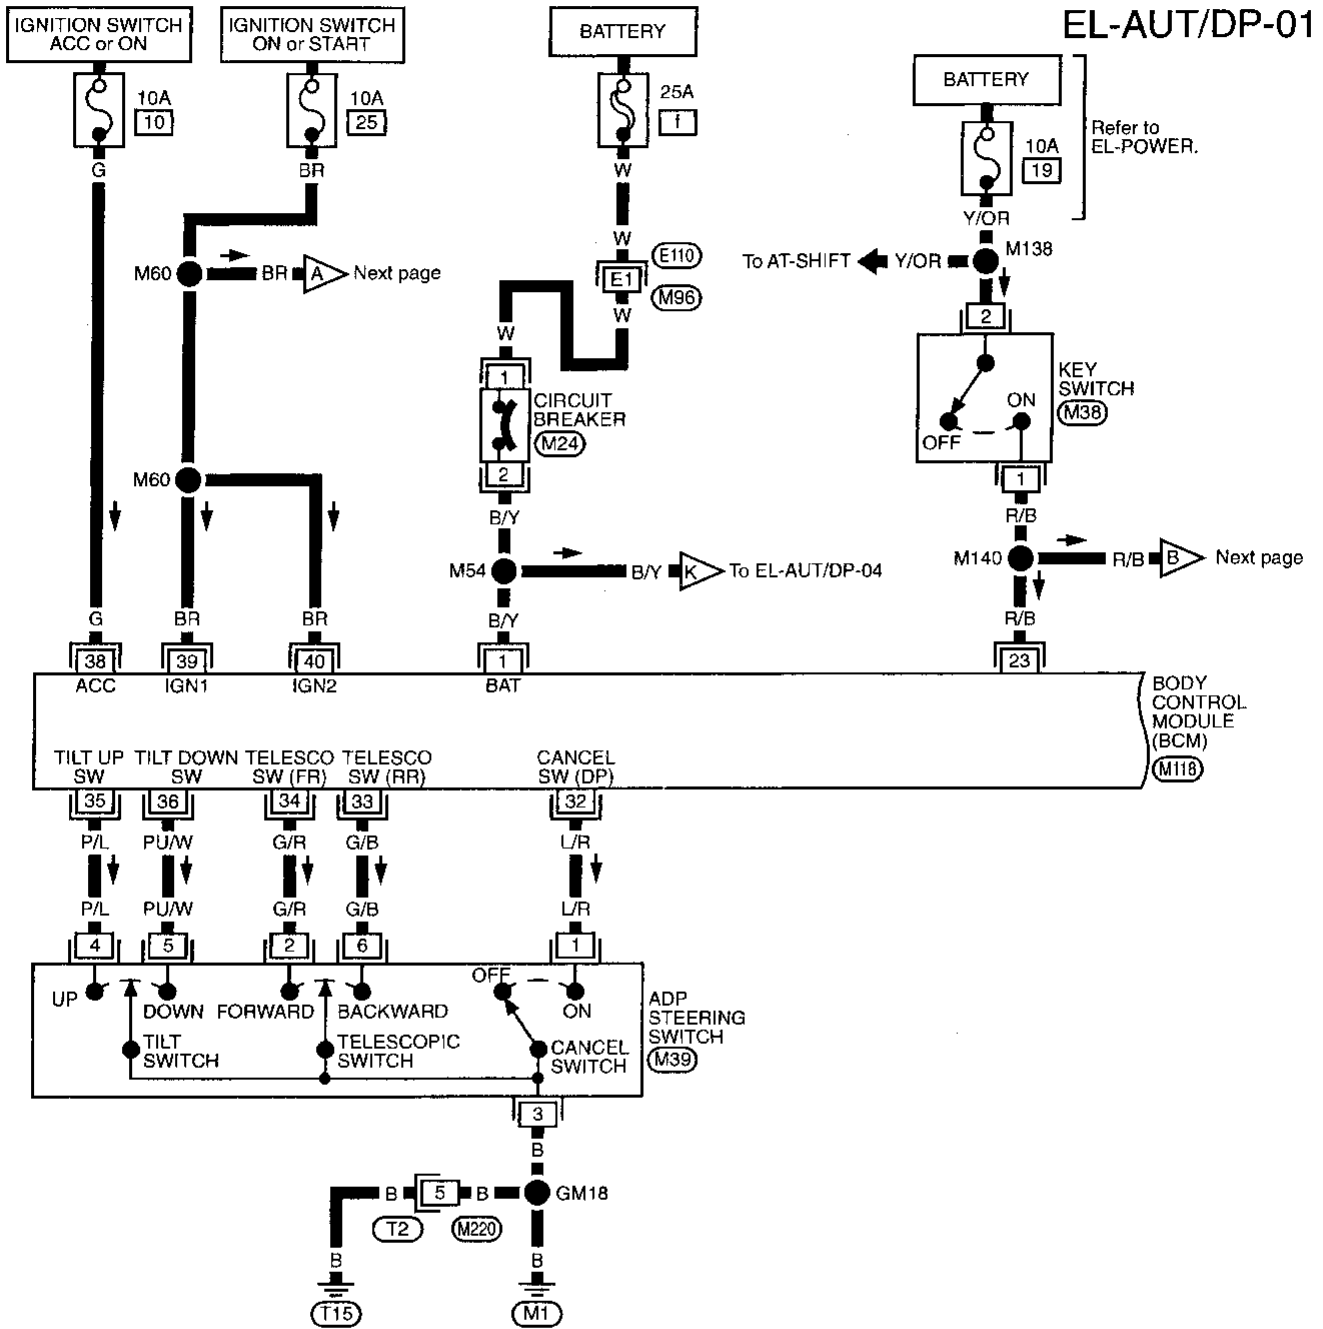 EL-AUT/DP-01
IGNITION SWITCH
ACC or ON
IGNITION SWITCH
ON or START
BATTERY
BATTERY
10A
10
10A
25
25A
f
10A
19
Refer to
EL-POWER.
G
BR
W
Y/OR
W
E110
M138
To AT-SHIFT
Y/OR
M60
BR
A
Next page
E1
M96
W
W
2
1
KEY
SWITCH
M38
ON
OFF
CIRCUIT
BREAKER
M24
2
1
M60
B/Y
R/B
M54
B/Y
K
To EL-AUT/DP-04
M140
R/B
B
Next page
G
BR
BR
B/Y
R/B
38
39
40
1
23
ACC
IGN1
IGN2
BAT
BODY
CONTROL
MODULE
(BCM)
M118
TILT UP
SW
TILT DOWN
SW
TELESCO
SW (FR)
TELESCO
SW (RR)
CANCEL
SW (DP)
35
36
34
33
32
P/L
PU/W
G/R
G/B
L/R
P/L
PU/W
G/R
G/B
L/R
4
5
2
6
1
UP
DOWN
FORWARD
BACKWARD
OFF
ON
ADP
STEERING
SWITCH
M39
TILT
SWITCH
TELESCOPIC
SWITCH
CANCEL
SWITCH
3
B
B
5
B
GM18
T2
M220
B
B
T15
M1